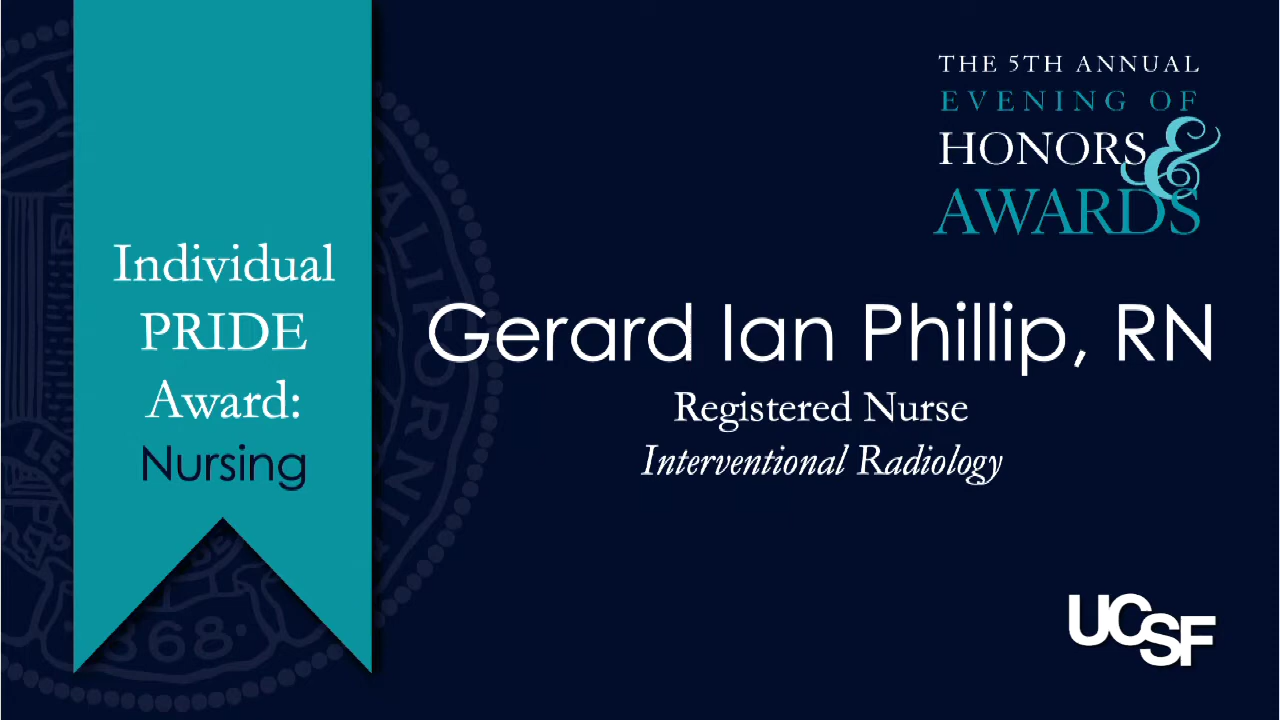 THE 5TH ANNUAL
EVENING OF
HONORS &
AWARDS
Individual
PRIDE
Award:
Nursing
Gerard Ian Phillip, RN
Registered Nurse
Interventional Radiology
UCSF
868